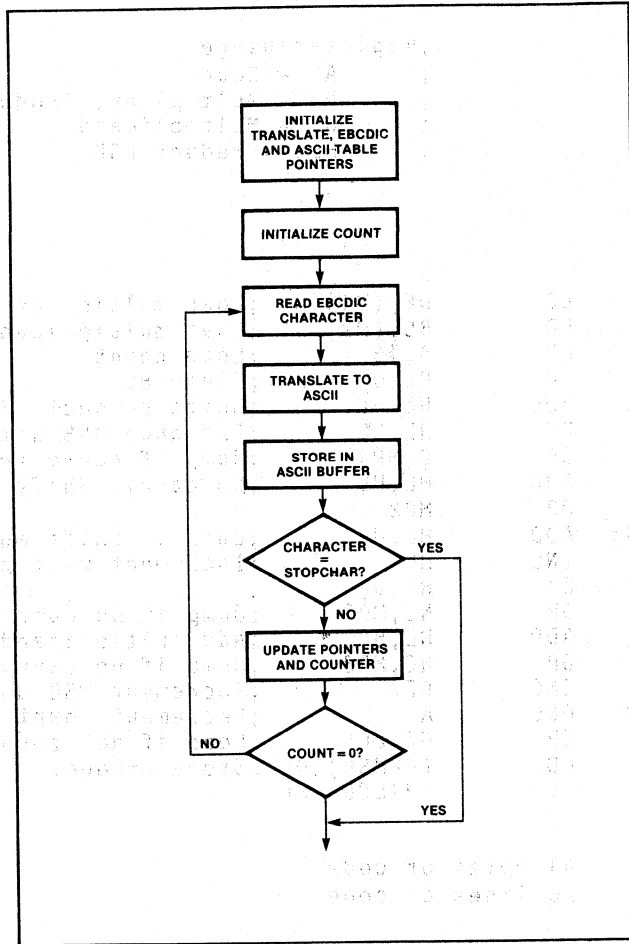 INITIALIZE
TRANSLATE, EBCDIC
AND ASCII TABLE
POINTERS
INITIALIZE COUNT
READ EBCDIC
CHARACTER
TRANSLATE TO
ASCII
STORE IN
ASCII BUFFER
CHARACTER
=
STOPCHAR?
YES
NO
UPDATE POINTERS
AND COUNTER
NO
COUNT = 0?
YES